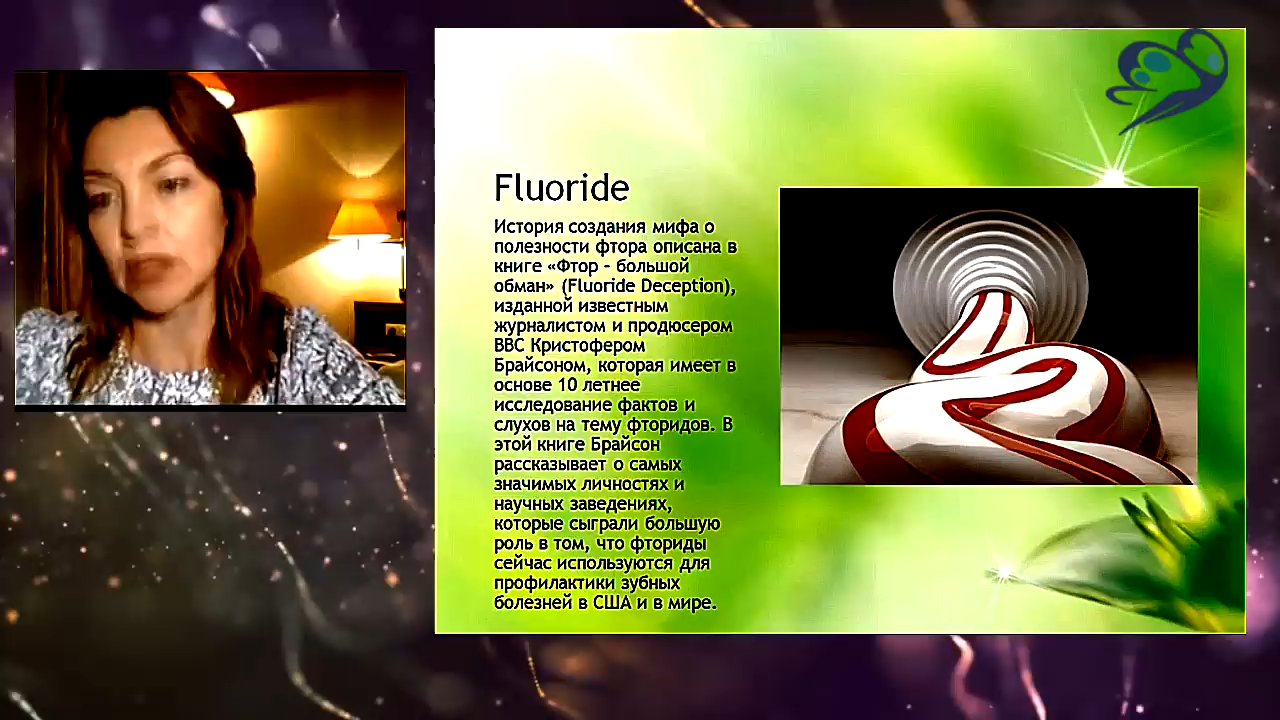 Fluoride
История создания мифа о
полезности фтора описана в
книге «Фтор – большой
обман» (Fluoride Deception),
изданной известным
журналистом и продюсером
BBC Кристофером
Брайсоном, которая имеет в
основе 10 летнее
исследование фактов и
слухов на тему фторидов. В
этой книге Брайсон
рассказывает о самых
значимых личностях и
научных заведениях,
которые сыграли большую
роль в том, что фториды
сейчас используются для
профилактики зубных
болезней в США и в мире.